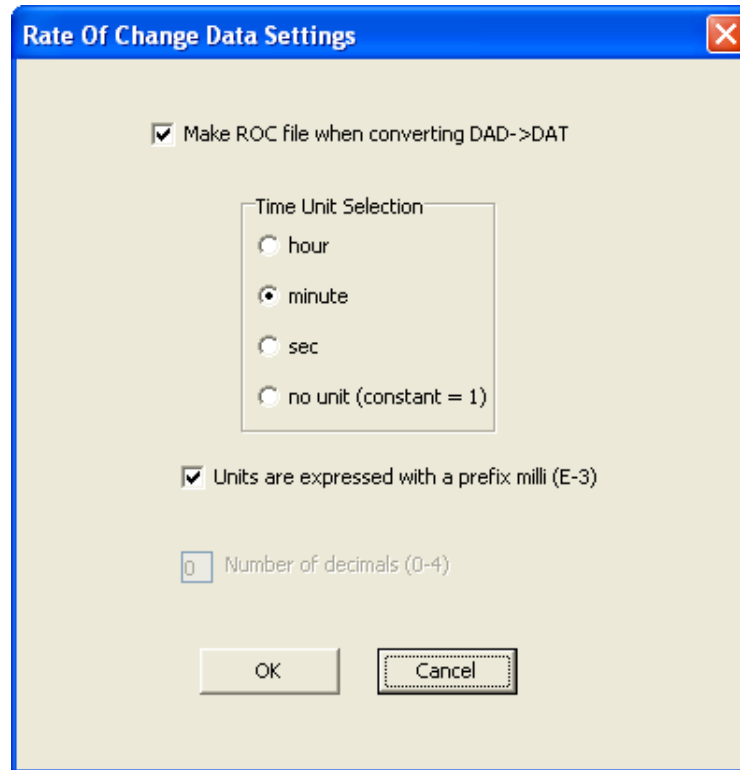 Rate Of Change Data Settings
Make ROC file when converting DAD->DAT
Time Unit Selection
hour
minute
sec
no unit (constant = 1)
Units are expressed with a prefix milli (E-3)
0 Number of decimals (0-4)
OK Cancel